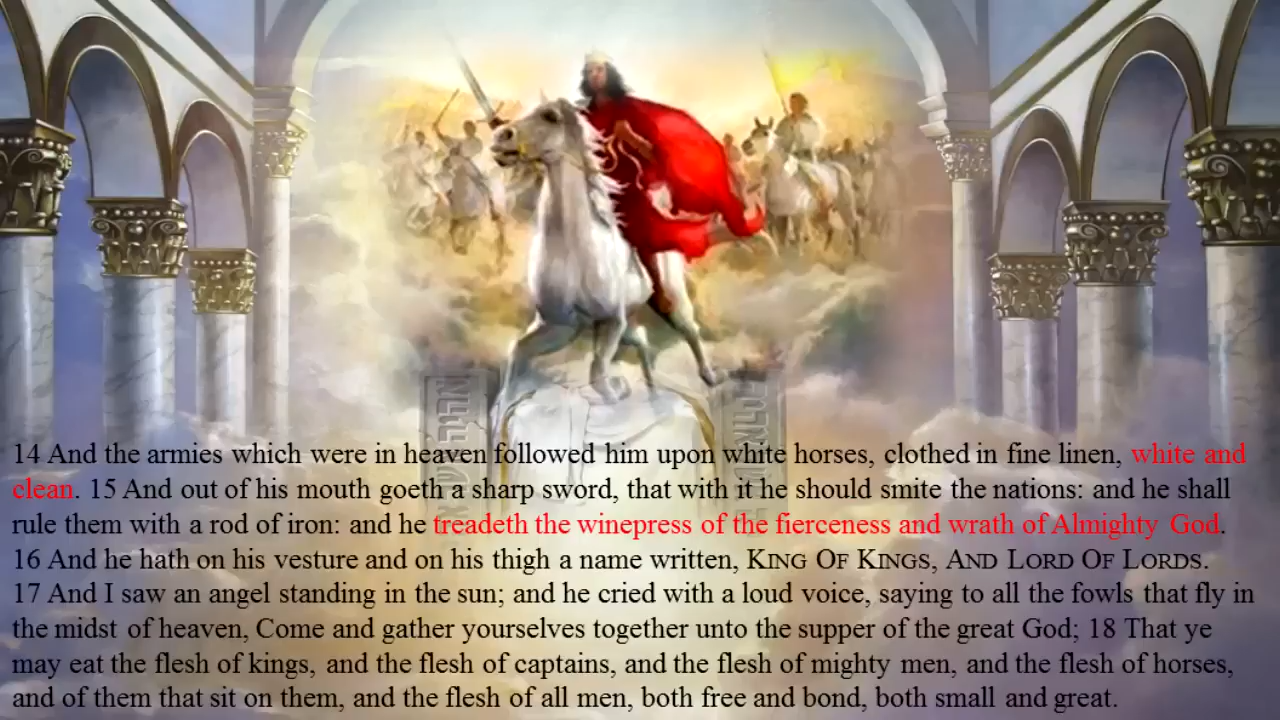 14 And the armies which were in heaven followed him upon white horses, clothed in fine linen, white and
clean. 15 And out of his mouth goeth a sharp sword, that with it he should smite the nations: and he shall
rule them with a rod of iron: and he treadeth the winepress of the fierceness and wrath of Almighty God.
16 And he hath on his vesture and on his thigh a name written, KING OF KINGS, AND LORD OF LORDS.
17 And I saw an angel standing in the sun; and he cried with a loud voice, saying to all the fowls that fly in
the midst of heaven, Come and gather yourselves together unto the supper of the great God; 18 That ye
may eat the flesh of kings, and the flesh of captains, and the flesh of mighty men, and the flesh of horses,
and of them that sit on them, and the flesh of all men, both free and bond, both small and great.